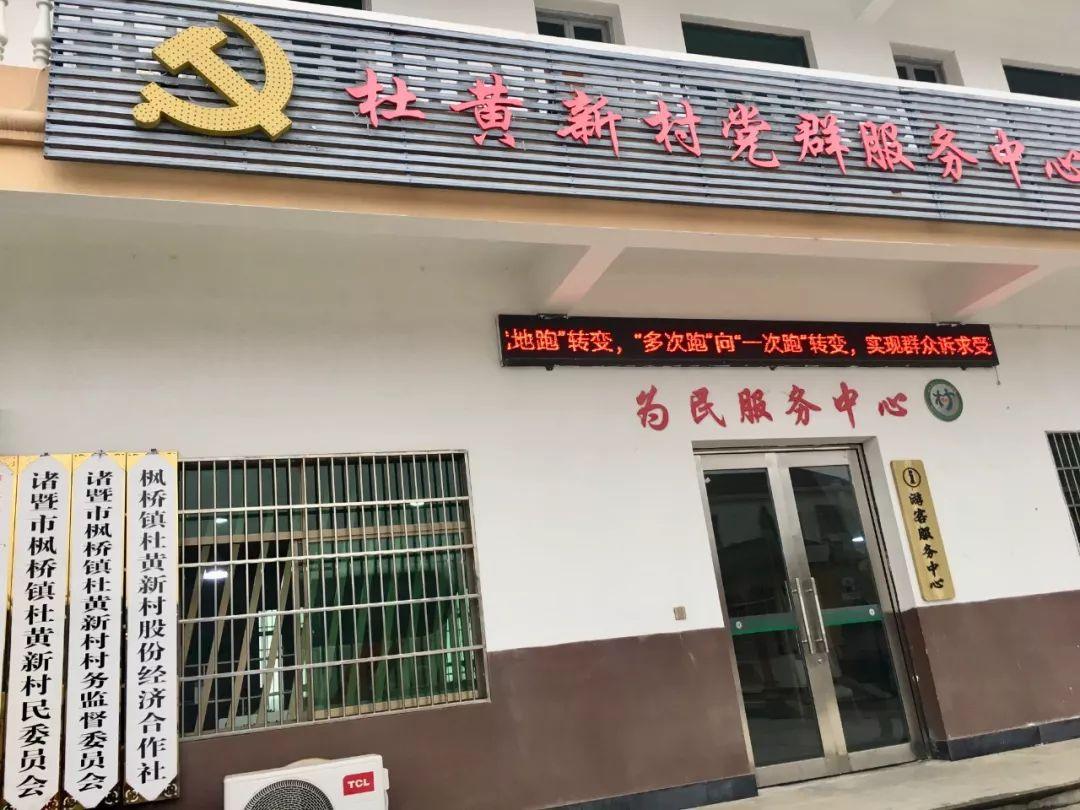 杜黄新村党群服务中心
地跑”转变，“多次跑”向“一次跑”转变，实现群众诉求受
为民服务中心
村
i 游客服务中心
诸暨市枫桥镇杜黄新村民委员会
诸暨市枫桥镇杜黄新村村务监督委员会
枫桥镇杜黄新村股份经济合作社
TCL